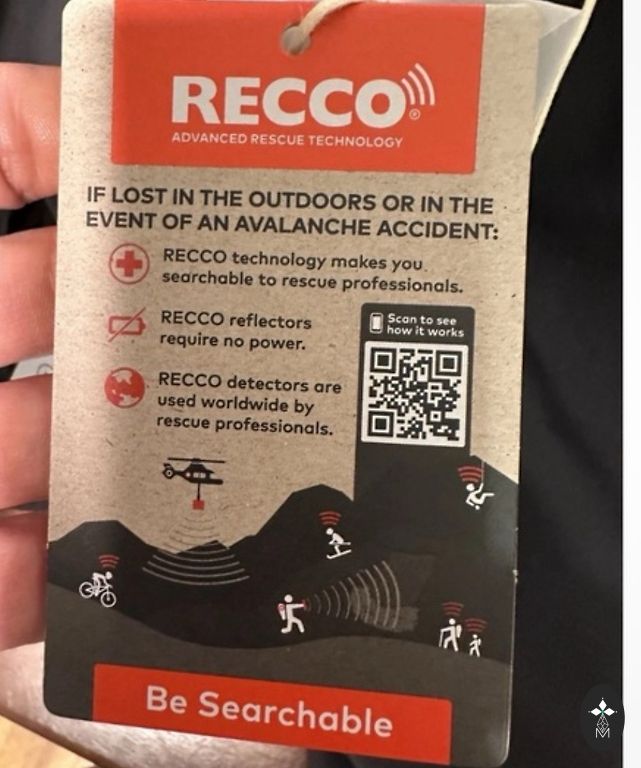 RECCO®
ADVANCED RESCUE TECHNOLOGY
IF LOST IN THE OUTDOORS OR IN THE
EVENT OF AN AVALANCHE ACCIDENT:
RECCO technology makes you
searchable to rescue professionals.
RECCO reflectors
require no power.
Scan to see
how it works
RECCO detectors are
used worldwide by
rescue professionals.
Be Searchable